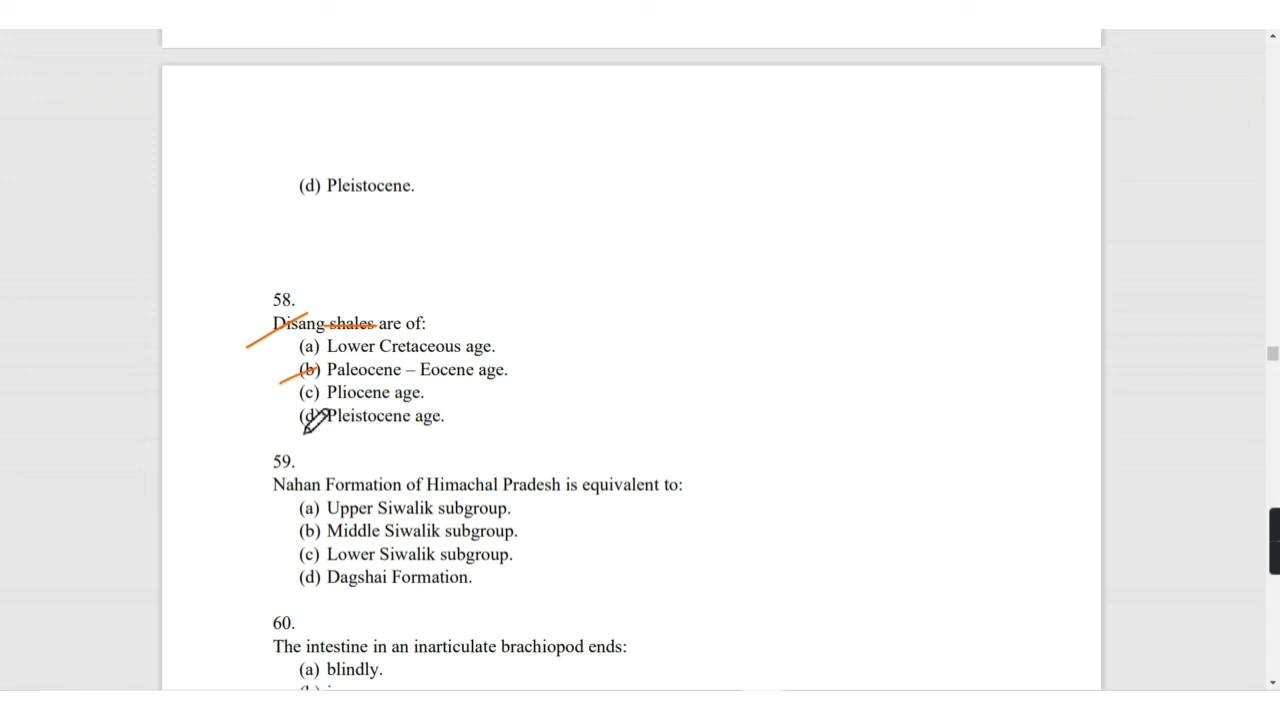 (d) Pleistocene.
58.
Disang shales are of:
(a) Lower Cretaceous age.
(b) Paleocene – Eocene age.
(c) Pliocene age.
(d) Pleistocene age.
59.
Nahan Formation of Himachal Pradesh is equivalent to:
(a) Upper Siwalik subgroup.
(b) Middle Siwalik subgroup.
(c) Lower Siwalik subgroup.
(d) Dagshai Formation.
60.
The intestine in an inarticulate brachiopod ends:
(a) blindly.